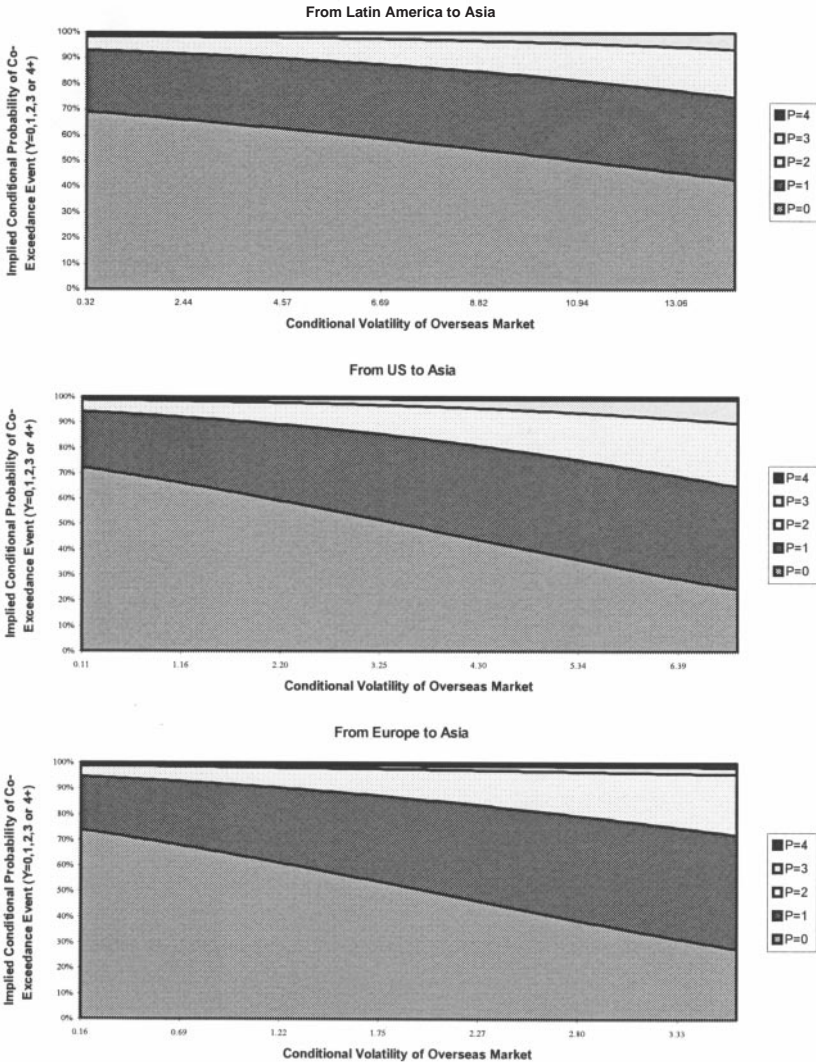 From Latin America to Asia
Implied Conditional Probability of Co-
Exceedance Event (Y=0,1,2,3 or 4+)
100%
90%
80%
70%
60%
50%
40%
30%
20%
10%
0%
0.32 2.44 4.57 6.69 8.82 10.94 13.06
Conditional Volatility of Overseas Market
P=4
P=3
P=2
P=1
P=0
From US to Asia
Implied Conditional Probability of Co-
Exceedance Event (Y=0,1,2,3 or 4+)
100%
90%
80%
70%
60%
50%
40%
30%
20%
10%
0%
0.11 1.16 2.20 3.25 4.30 5.34 6.39
Conditional Volatility of Overseas Market
P=4
P=3
P=2
P=1
P=0
From Europe to Asia
Implied Conditional Probability of Co-
Exceedance Event (Y=0,1,2,3 or 4+)
100%
90%
80%
70%
60%
50%
40%
30%
20%
10%
0%
0.16 0.69 1.22 1.75 2.27 2.80 3.33
Conditional Volatility of Overseas Market
P=4
P=3
P=2
P=1
P=0